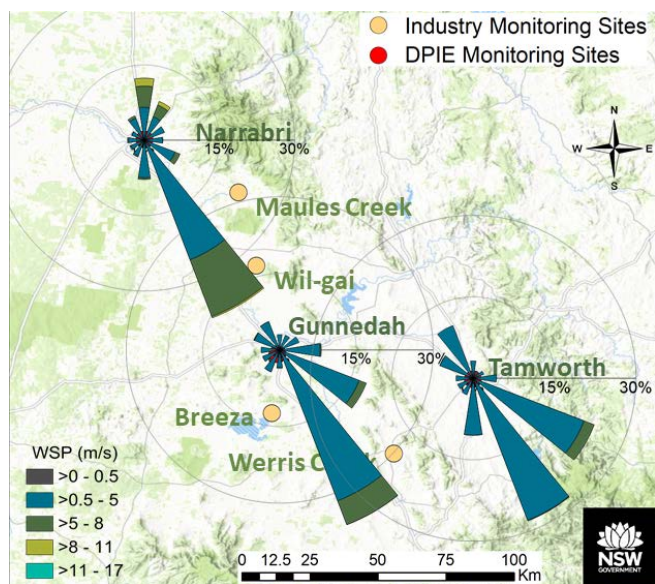 Industry Monitoring Sites
DPIE Monitoring Sites
N
W
E
S
Narrabri
15%
30%
Maules Creek
Wil-gai
Gunnedah
15%
30%
Tamworth
15%
30%
Breeza
Werris C
WSP (m/s)
>0 - 0.5
>0.5 - 5
>5 - 8
>8 - 11
>11 - 17
0 12.5 25 50 75 100
Km
NSW
GOVERNMENT